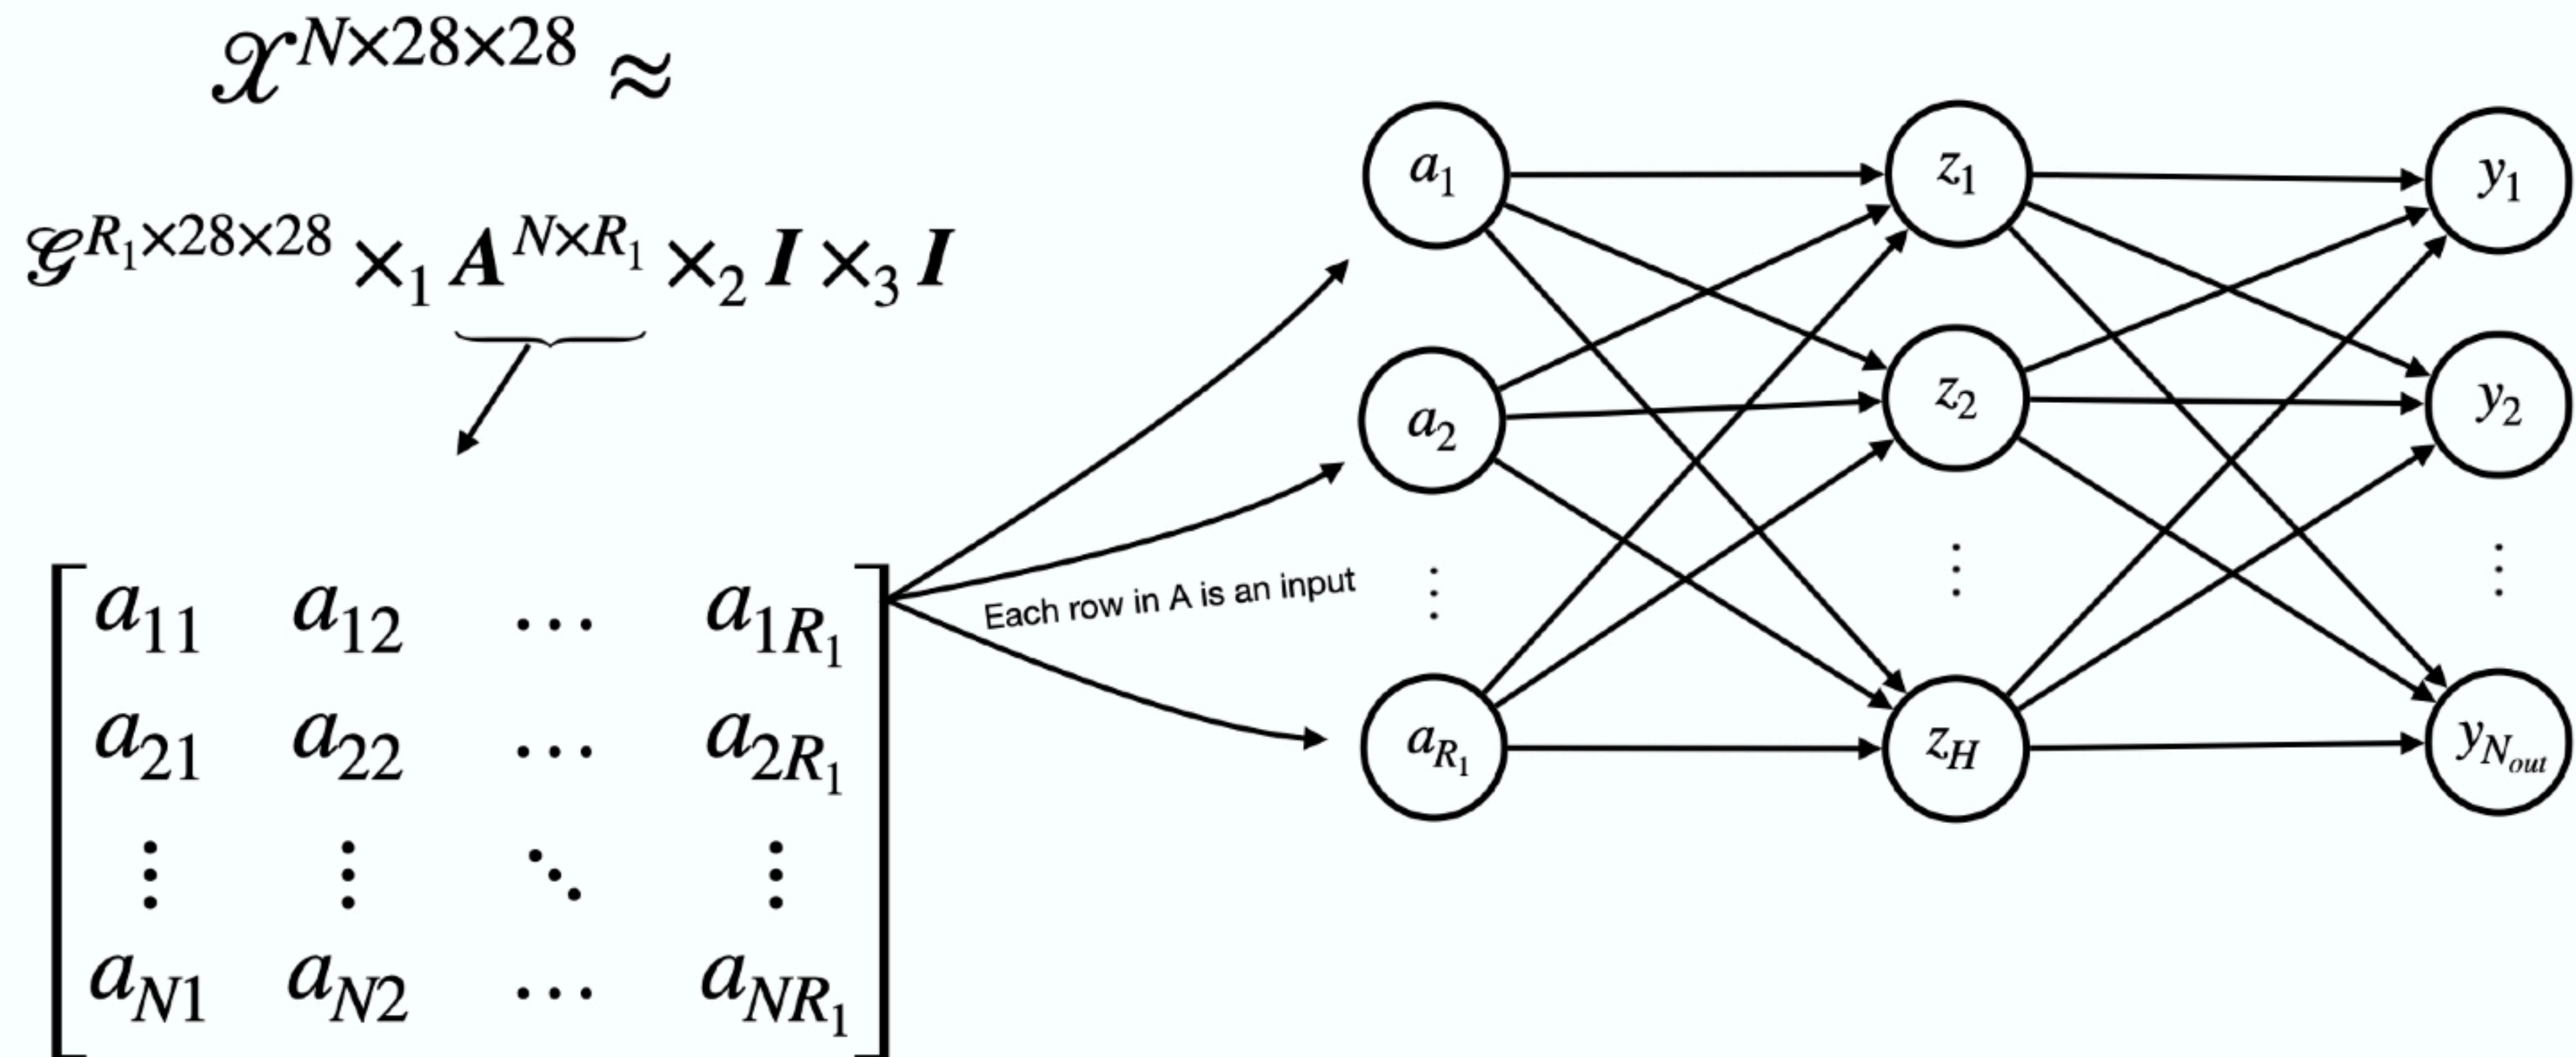 𝒳^{N×28×28} ≈
𝒢^{R_1×28×28} ×_1 A^{N×R_1} ×_2 I ×_3 I
a_{11} a_{12} ⋯ a_{1R_1}
a_{21} a_{22} ⋯ a_{2R_1}
⋮ ⋮ ⋱ ⋮
a_{N1} a_{N2} ⋯ a_{NR_1}
Each row in A is an input
a_1
a_2
⋮
a_{R_1}
z_1
z_2
⋮
z_H
y_1
y_2
⋮
y_{N_{out}}